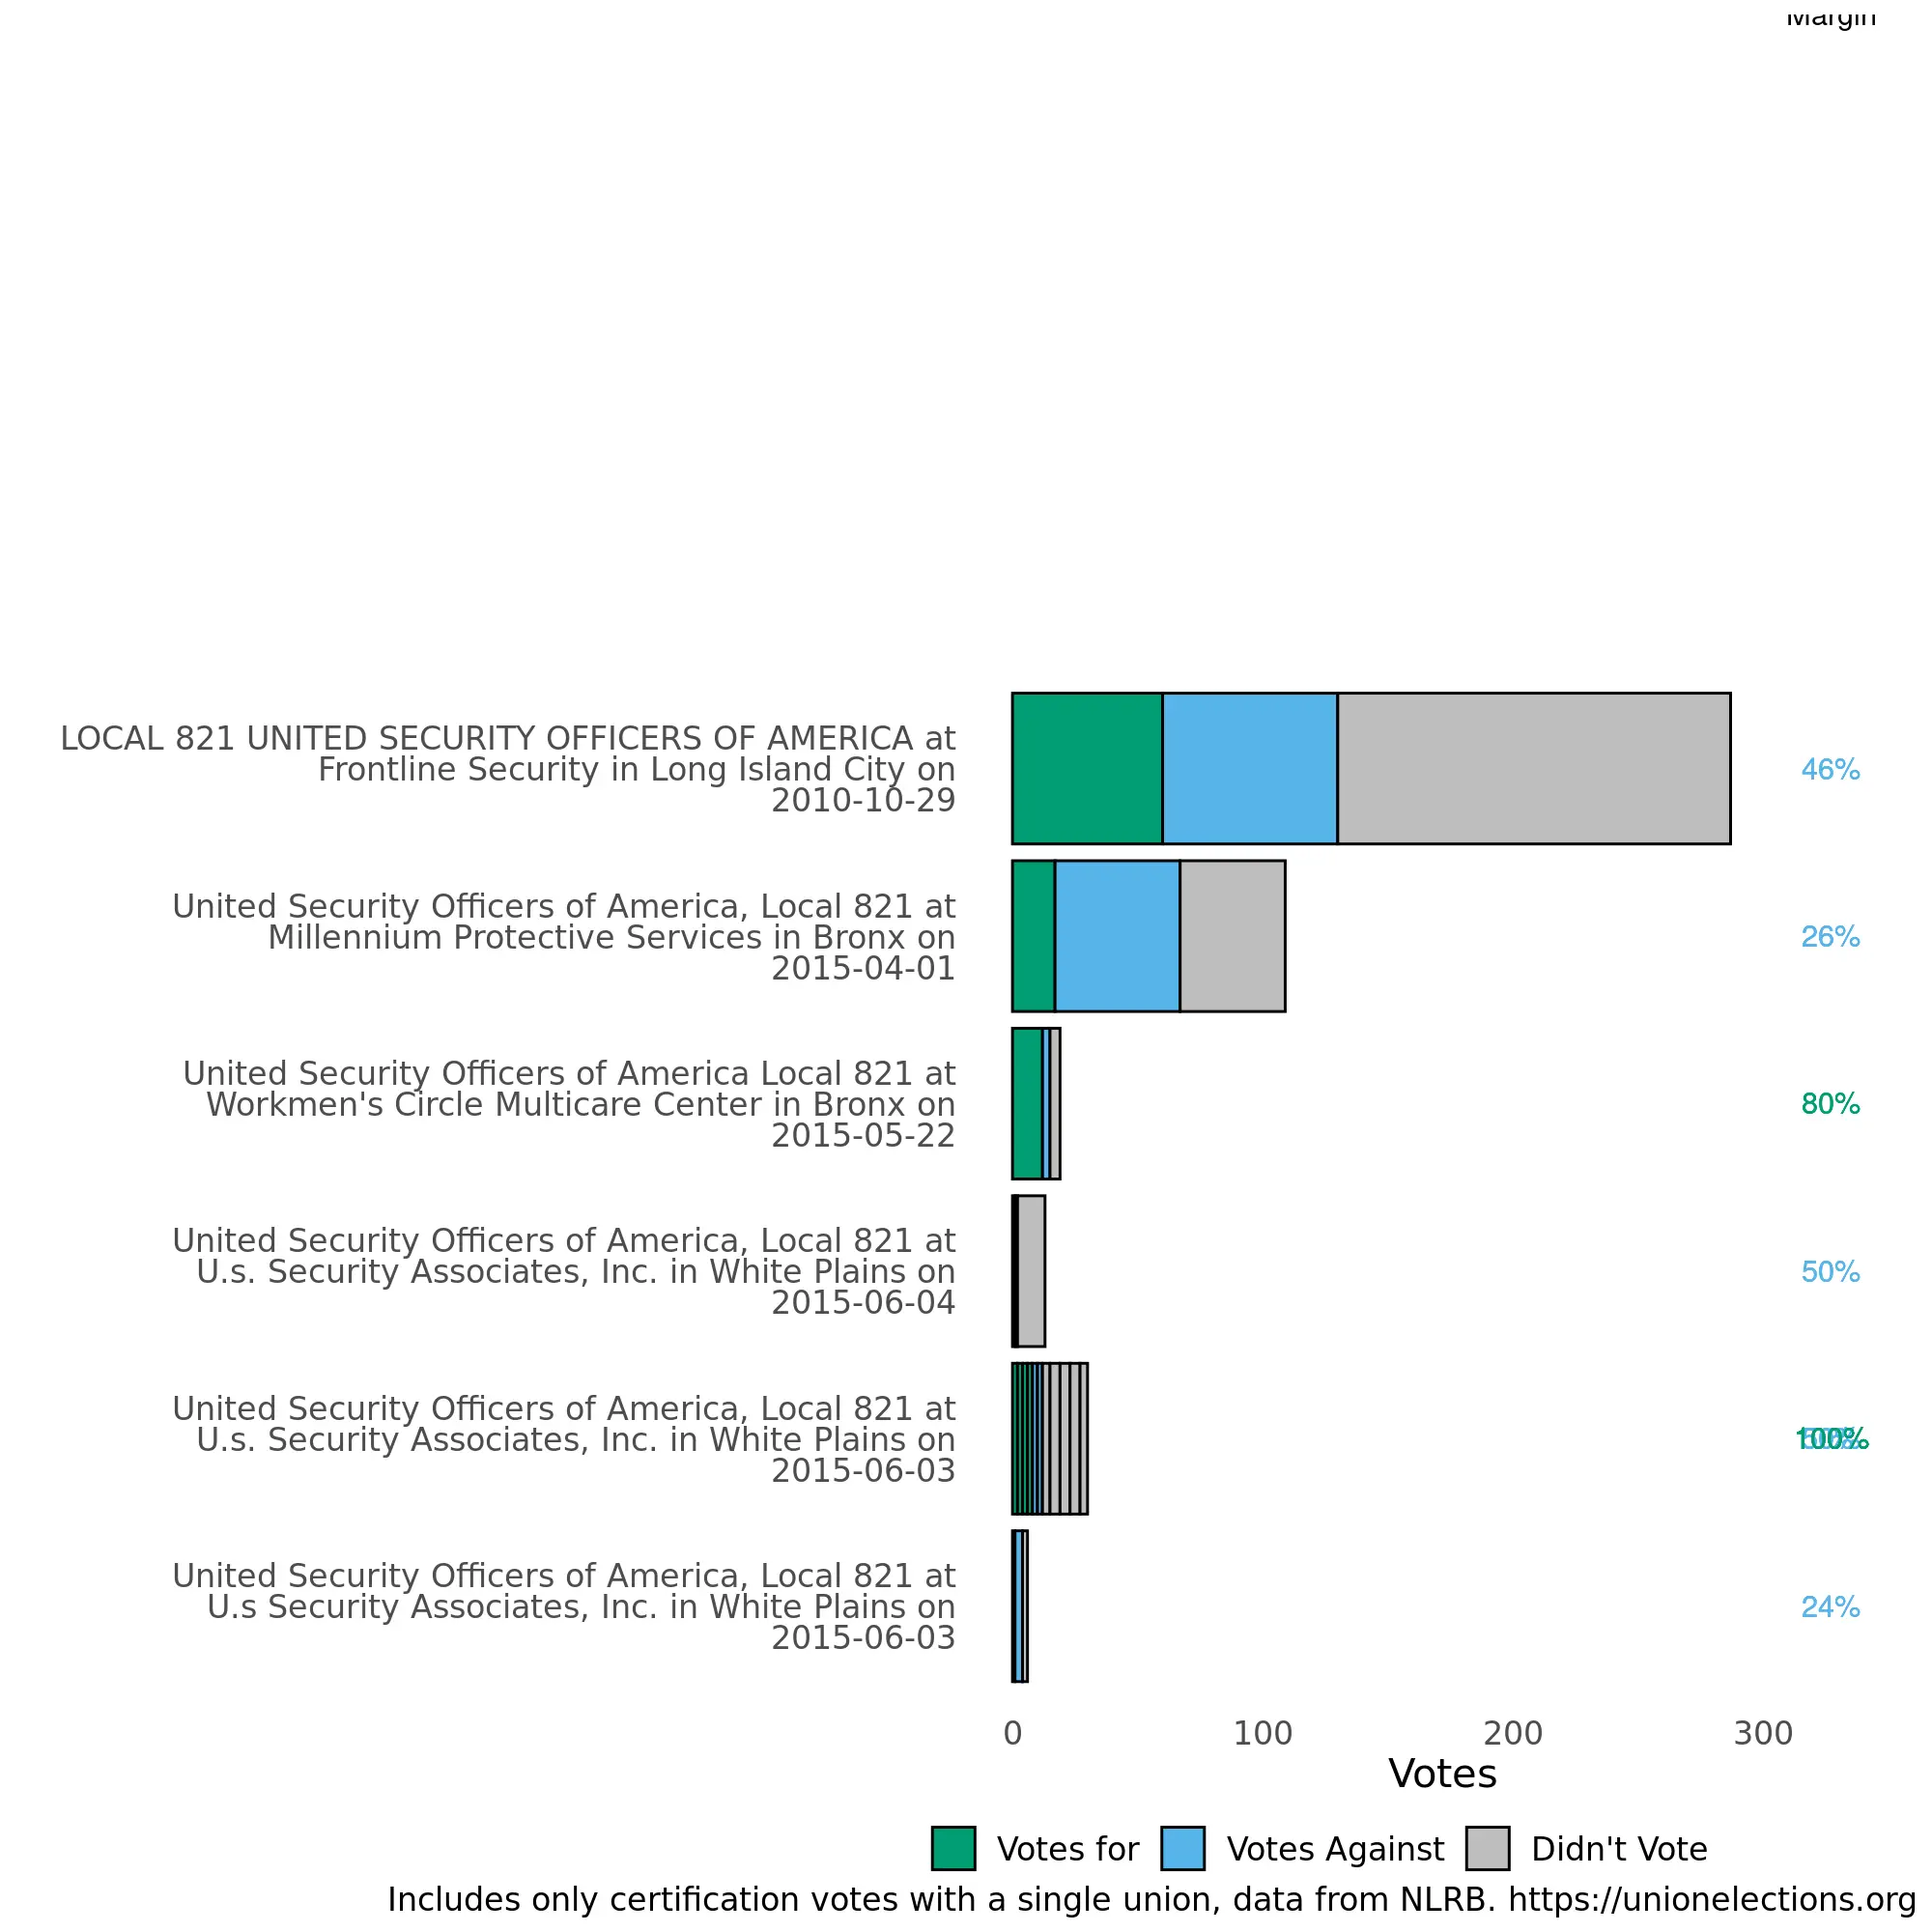 Margin
LOCAL 821 UNITED SECURITY OFFICERS OF AMERICA at
Frontline Security in Long Island City on
2010-10-29
46%
United Security Officers of America, Local 821 at
Millennium Protective Services in Bronx on
2015-04-01
26%
United Security Officers of America Local 821 at
Workmen's Circle Multicare Center in Bronx on
2015-05-22
80%
United Security Officers of America, Local 821 at
U.s. Security Associates, Inc. in White Plains on
2015-06-04
50%
United Security Officers of America, Local 821 at
U.s. Security Associates, Inc. in White Plains on
2015-06-03
100%
United Security Officers of America, Local 821 at
U.s Security Associates, Inc. in White Plains on
2015-06-03
24%
0 100 200 300
Votes
Votes for Votes Against Didn't Vote
Includes only certification votes with a single union, data from NLRB. https://unionelections.org